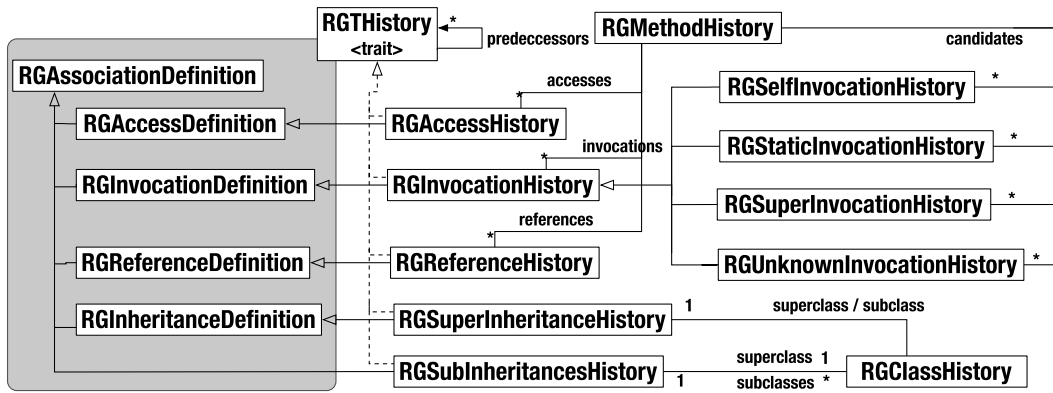 RGTHistory
<trait>
*
predeccessors
RGMethodHistory
candidates
RGAssociationDefinition
RGAccessDefinition
RGInvocationDefinition
RGReferenceDefinition
RGInheritanceDefinition
accesses
*
RGAccessHistory
invocations
*
RGInvocationHistory
references
*
RGReferenceHistory
RGSelfInvocationHistory
*
RGStaticInvocationHistory
*
RGSuperInvocationHistory
*
RGUnknownInvocationHistory
*
RGSuperInheritanceHistory
1
superclass / subclass
RGSubInheritancesHistory
1
superclass 1
subclasses *
RGClassHistory